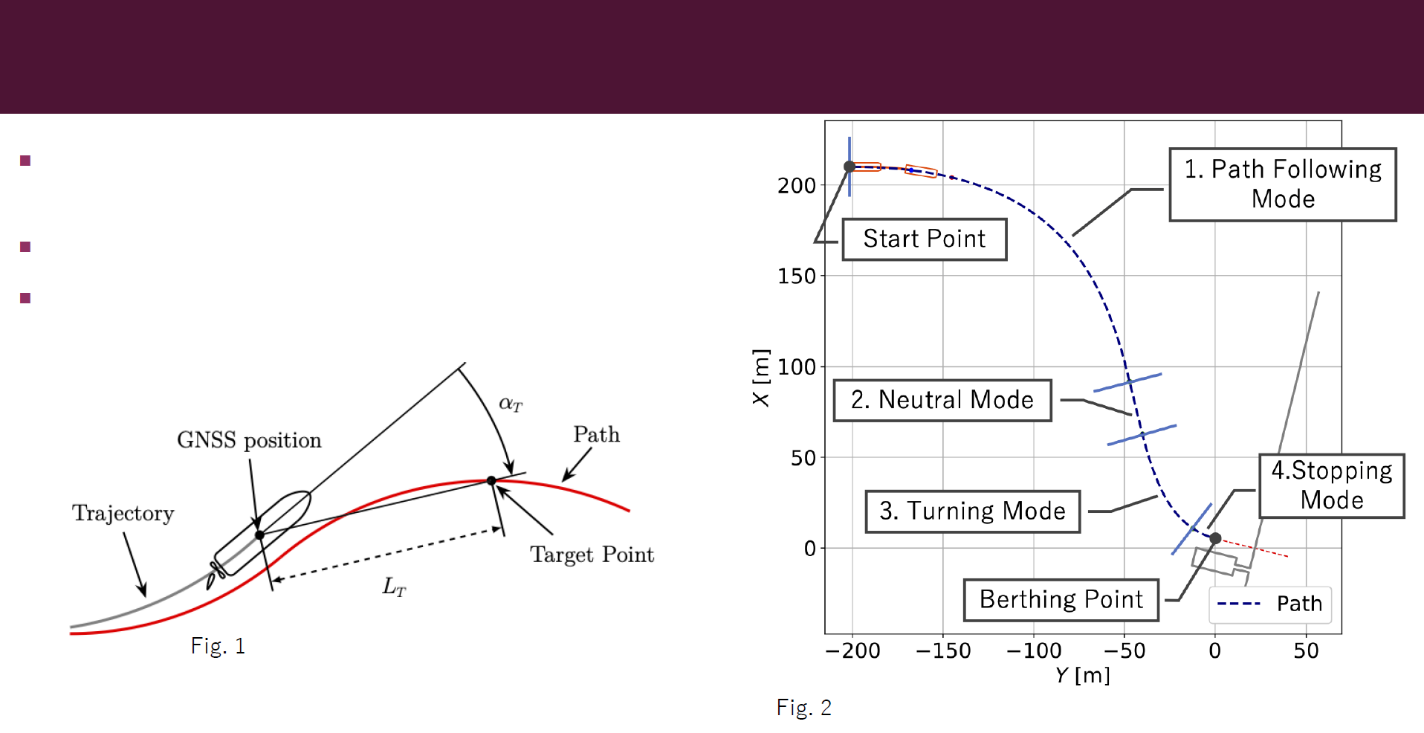 GNSS position
Trajectory
αT
Path
Target Point
LT
Fig. 1
X [m]
200
150
100
50
0
−200
−150
−100
−50
0
50
Y [m]
Start Point
1. Path Following
Mode
2. Neutral Mode
3. Turning Mode
4.Stopping
Mode
Berthing Point
Path
Fig. 2